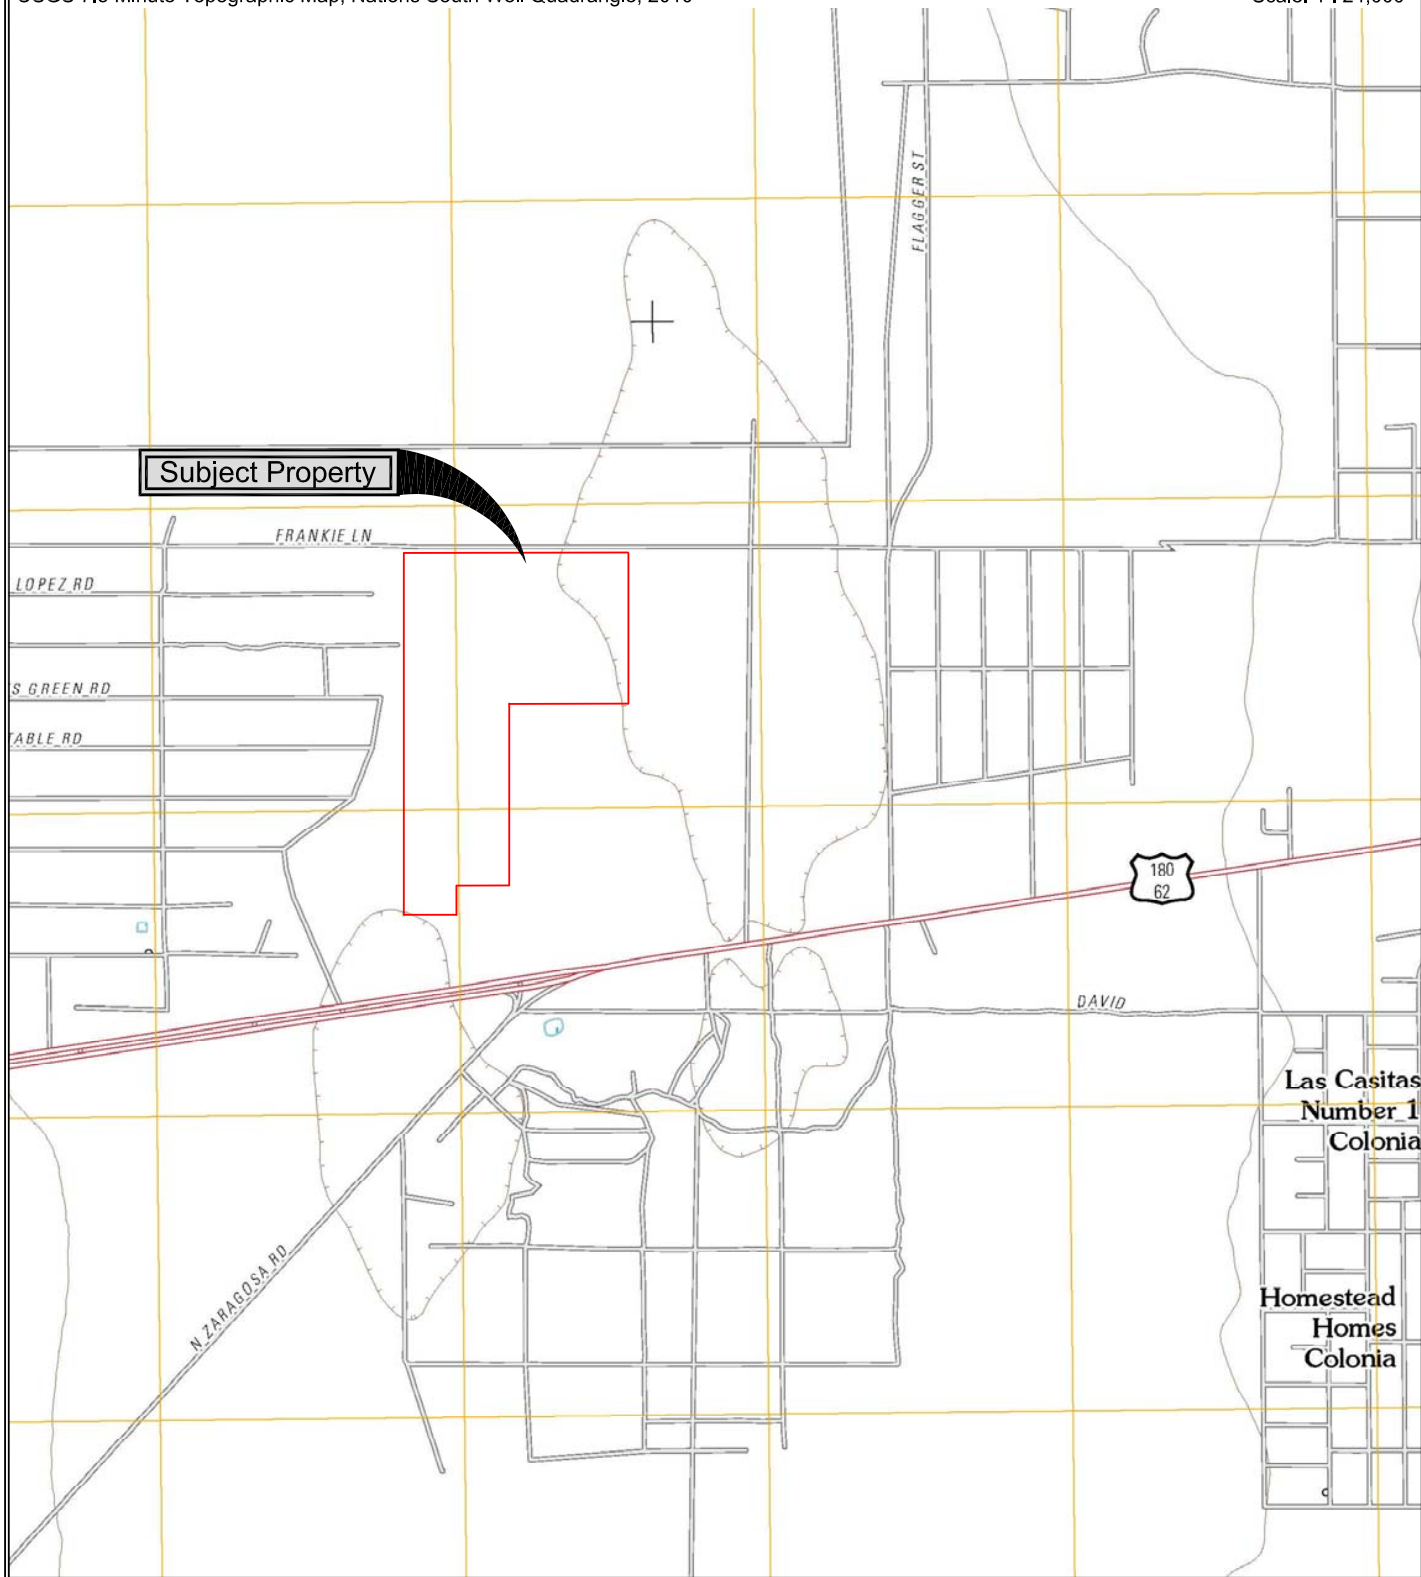 FLAGGER ST
Subject Property
FRANKIE LN
LOPEZ RD
S GREEN RD
TABLE RD
180
62
DAVID
Las Casitas
Number 1
Colonia
N ZARAGOSA RD
Homestead
Homes
Colonia